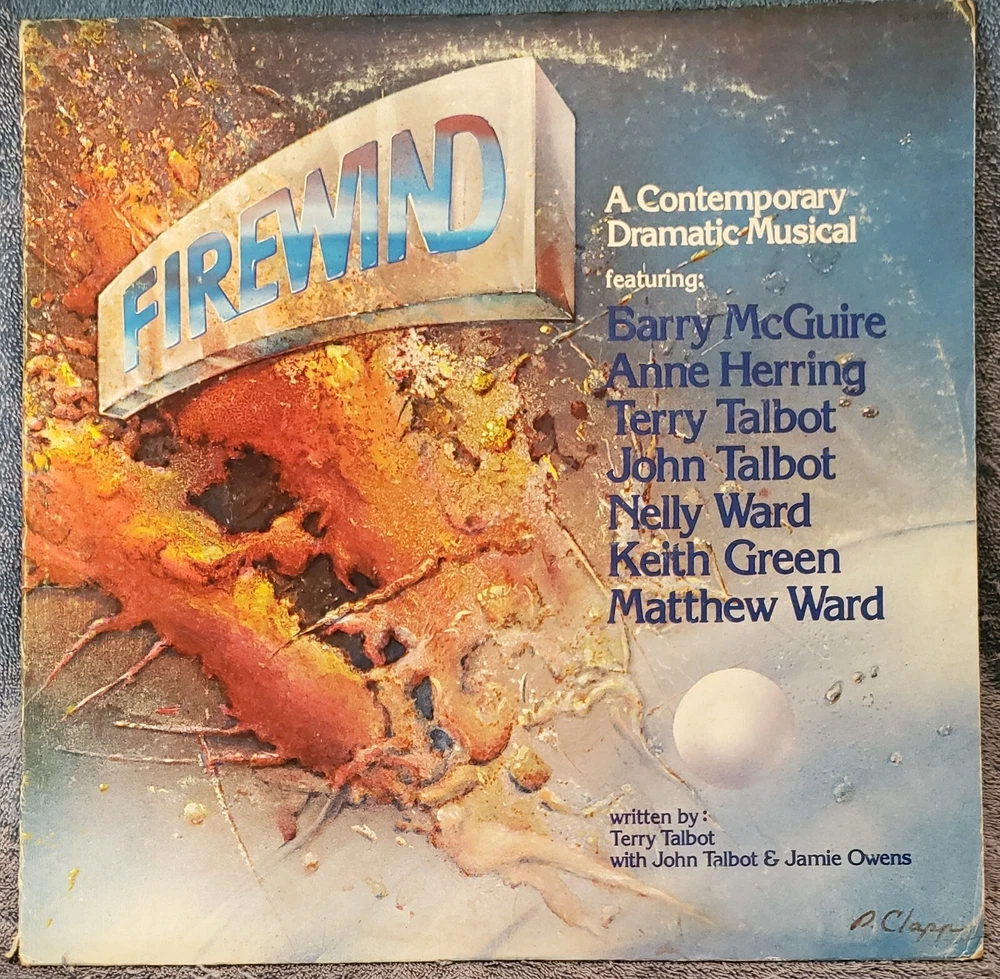 FIREWIND
A Contemporary
Dramatic Musical
featuring:
Barry McGuire
Anne Herring
Terry Talbot
John Talbot
Nelly Ward
Keith Green
Matthew Ward
written by:
Terry Talbot
with John Talbot & Jamie Owens
D. Clapp